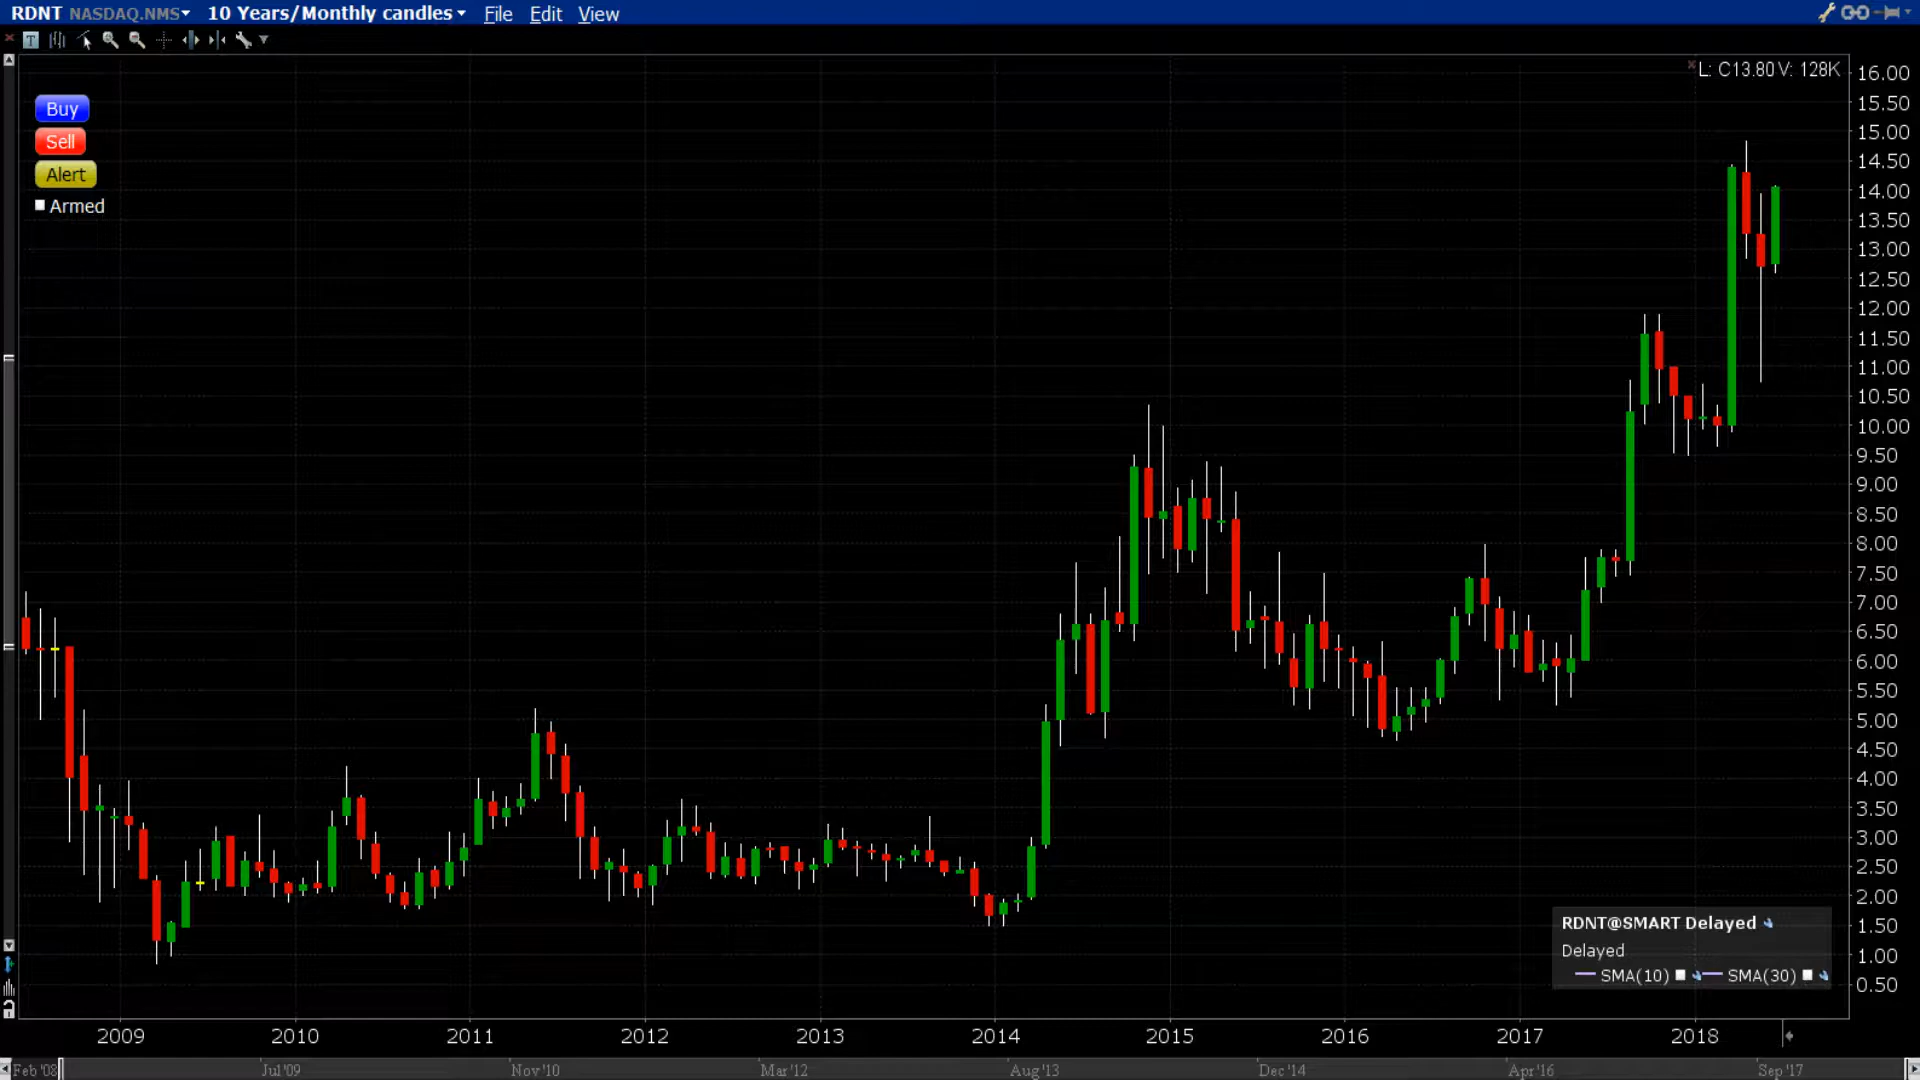 RDNT NASDAQ.NMS 10 Years/Monthly candles File Edit View
T
L: C13.80 V: 128K
Buy
Sell
Alert
Armed
16.00
15.50
15.00
14.50
14.00
13.50
13.00
12.50
12.00
11.50
11.00
10.50
10.00
9.50
9.00
8.50
8.00
7.50
7.00
6.50
6.00
5.50
5.00
4.50
4.00
3.50
3.00
2.50
2.00
1.50
1.00
0.50
RDNT@SMART Delayed
Delayed
SMA(10) SMA(30)
2009 2010 2011 2012 2013 2014 2015 2016 2017 2018
Feb '08 Jul'09 Nov'10 Mar'12 Aug'13 Dec'14 Apr'16 Sep'17